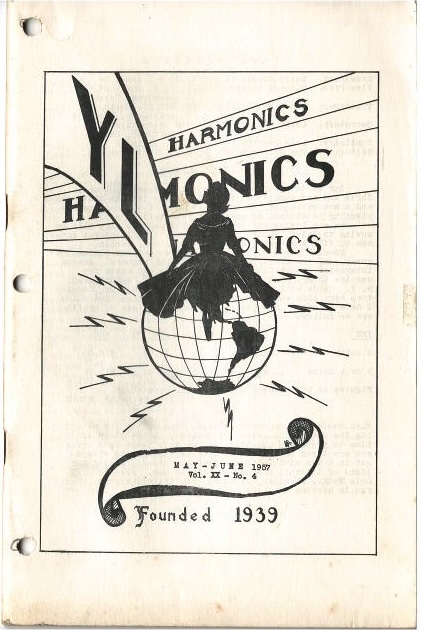 YL
HARMONICS
HARMONICS
HARMONICS
MAY-JUNE 1957
Vol. XX - No. 4
Founded 1939